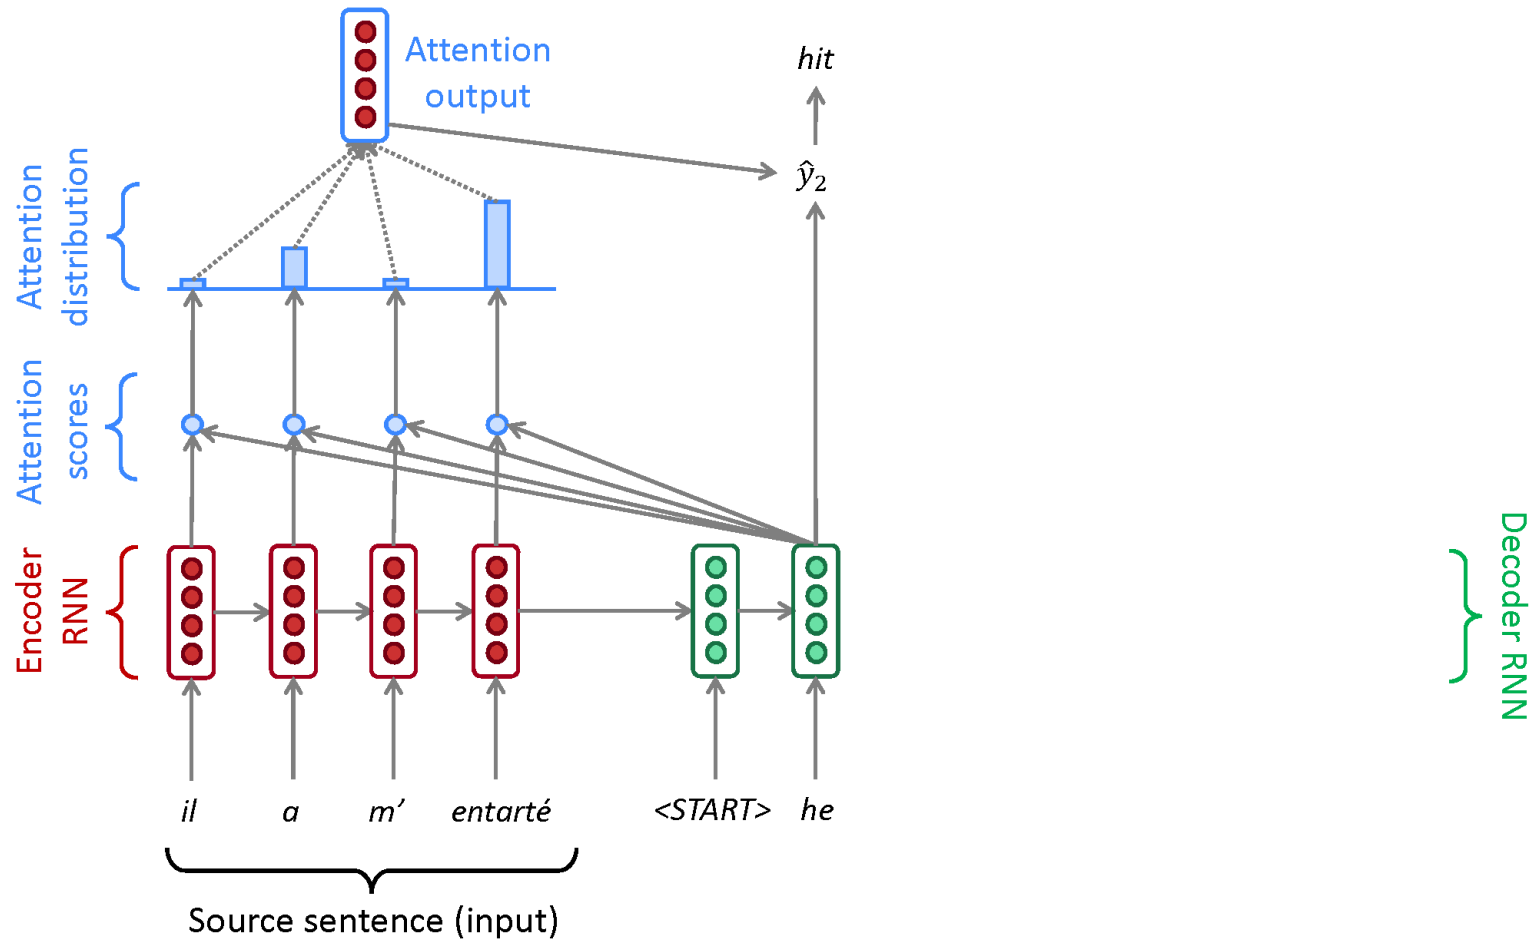 Attention
output
hit
ŷ₂
Attention
distribution
Attention
scores
Encoder
RNN
Decoder RNN
il a m’ entarté <START> he
Source sentence (input)